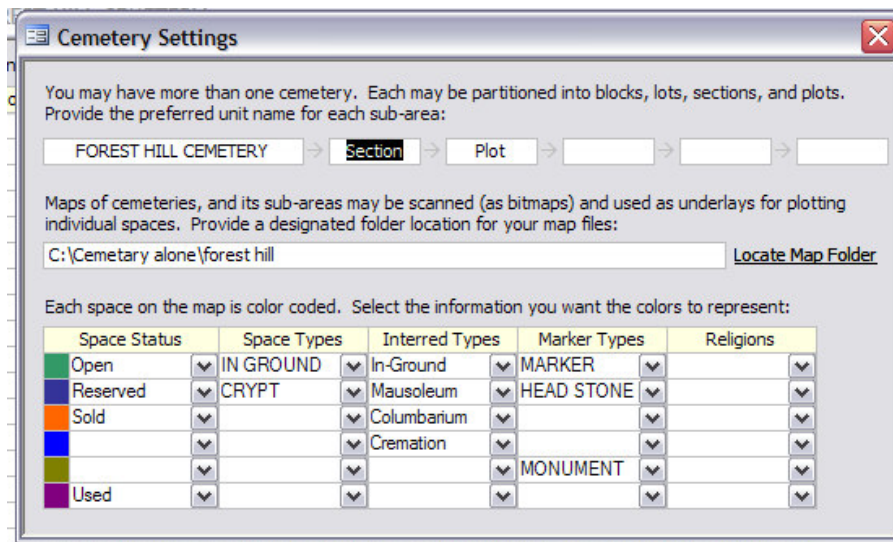 Cemetery Settings
You may have more than one cemetery. Each may be partitioned into blocks, lots, sections, and plots.
Provide the preferred unit name for each sub-area:
FOREST HILL CEMETERY Section Plot
Maps of cemeteries, and its sub-areas may be scanned (as bitmaps) and used as underlays for plotting
individual spaces. Provide a designated folder location for your map files:
C:\Cemetary alone\forest hill Locate Map Folder
Each space on the map is color coded. Select the information you want the colors to represent:
Space Status Space Types Interred Types Marker Types Religions
Open IN GROUND In-Ground MARKER
Reserved CRYPT Mausoleum HEAD STONE
Sold Columbarium
Cremation
MONUMENT
Used